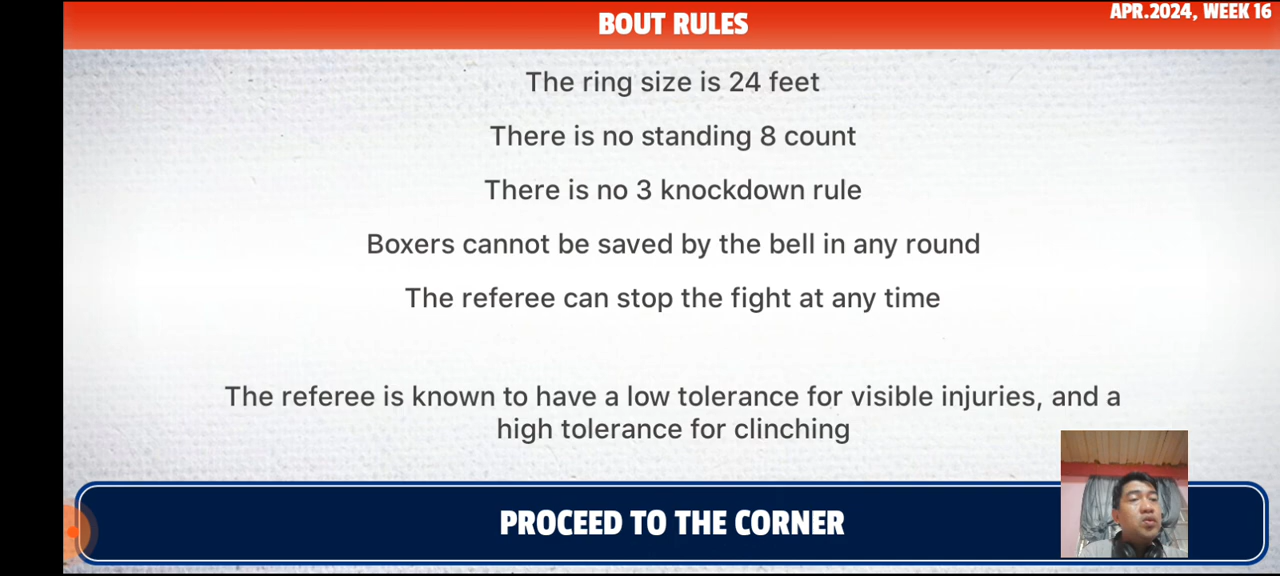 APR.2024, WEEK 16
BOUT RULES
The ring size is 24 feet
There is no standing 8 count
There is no 3 knockdown rule
Boxers cannot be saved by the bell in any round
The referee can stop the fight at any time
The referee is known to have a low tolerance for visible injuries, and a
high tolerance for clinching
PROCEED TO THE CORNER